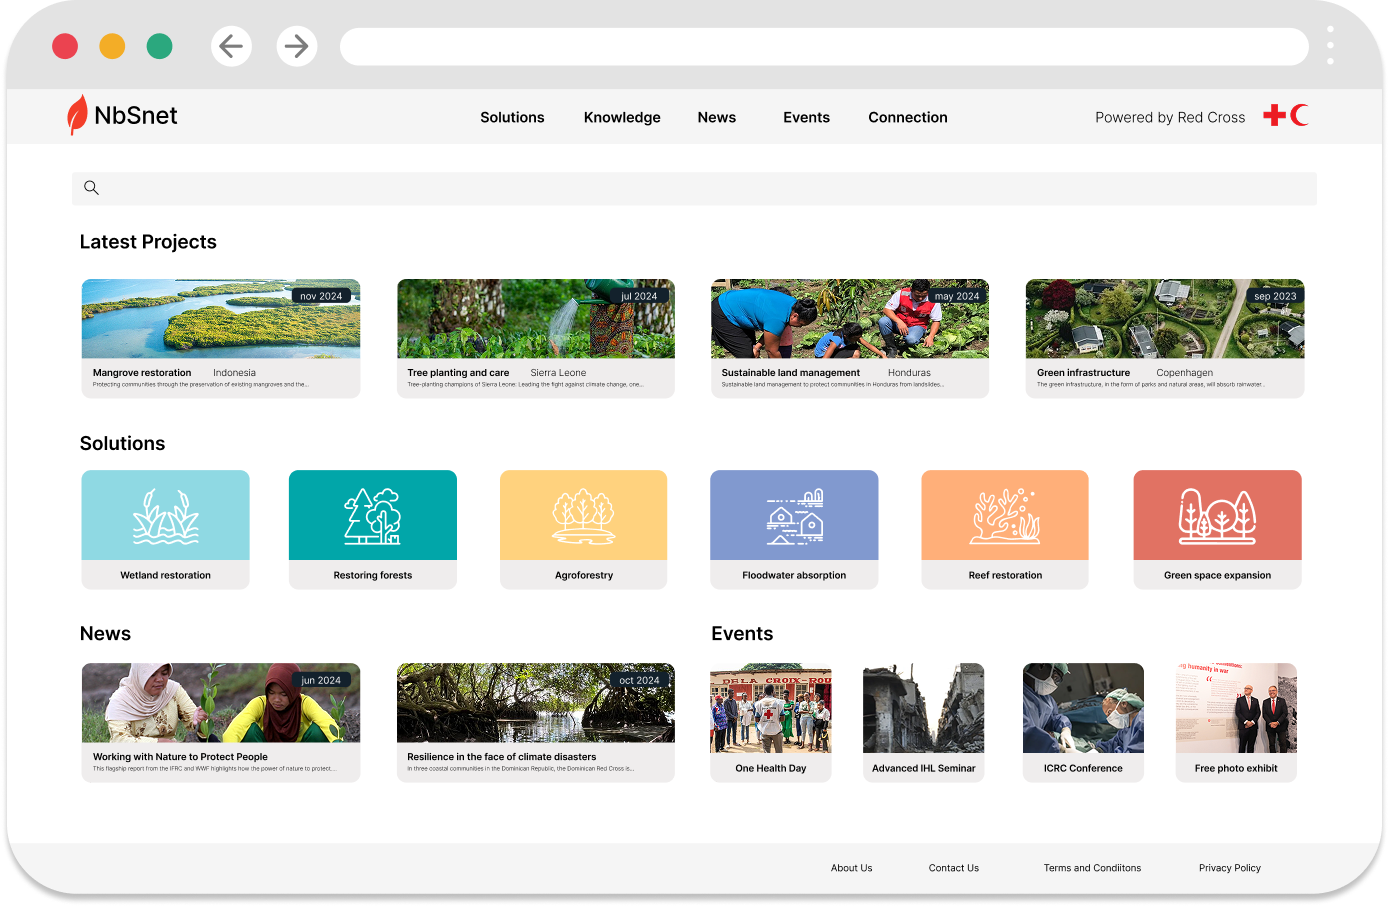 NbSnet
Solutions
Knowledge
News
Events
Connection
Powered by Red Cross
Latest Projects
nov 2024
Mangrove restoration Indonesia
Protecting communities through the preservation of existing mangroves and the...
jul 2024
Tree planting and care Sierra Leone
Tree-planting champions of Sierra Leone: Leading the fight against climate change, one...
may 2024
Sustainable land management Honduras
Sustainable land management to protect communities in Honduras from landslides...
sep 2023
Green infrastructure Copenhagen
The green infrastructure, in the form of parks and natural areas, will absorb rainwater...
Solutions
Wetland restoration
Restoring forests
Agroforestry
Floodwater absorption
Reef restoration
Green space expansion
News
jun 2024
Working with Nature to Protect People
This flagship report from the IFRC and WWF highlights how the power of nature to protect....
oct 2024
Resilience in the face of climate disasters
In three coastal communities in the Dominican Republic, the Dominican Red Cross is...
Events
DE LA CROIX-ROU
One Health Day
Advanced IHL Seminar
ICRC Conference
humanity in war
Free photo exhibit
About Us
Contact Us
Terms and Condiitons
Privacy Policy